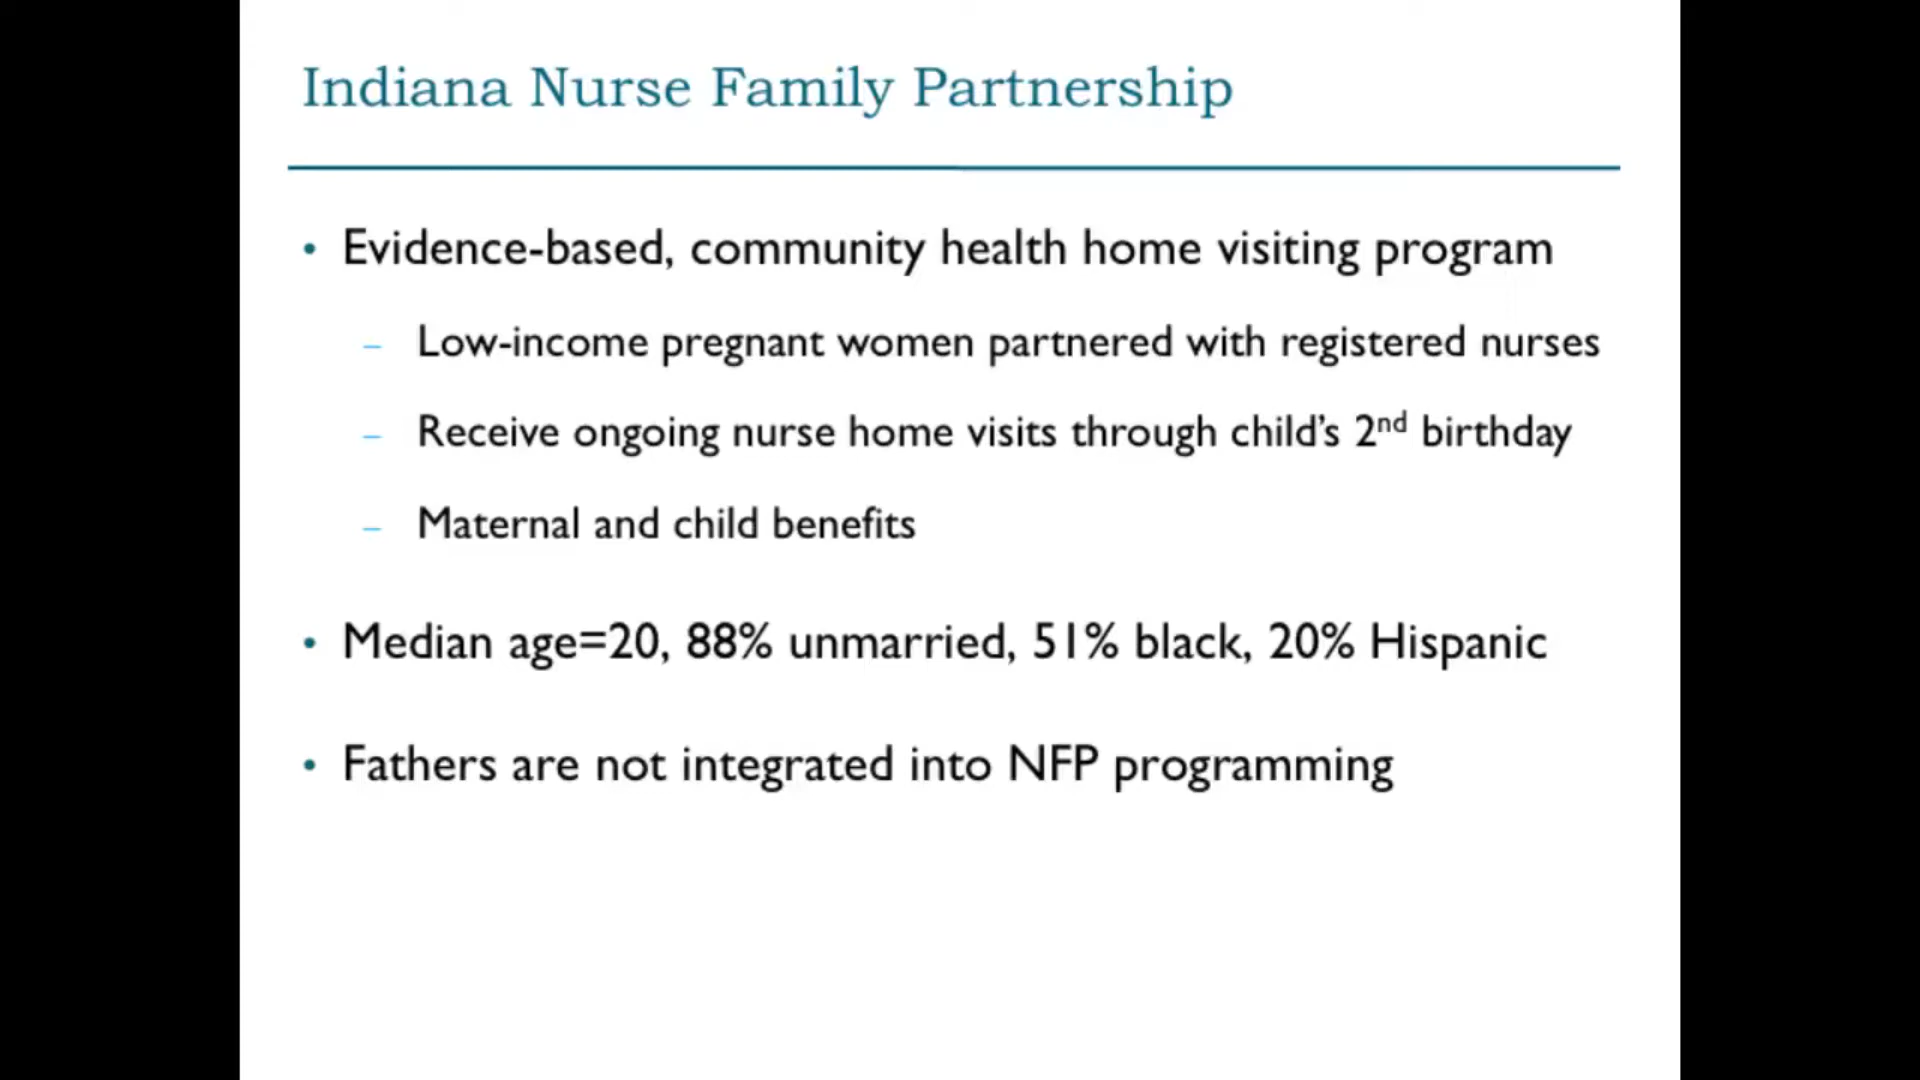 Indiana Nurse Family Partnership
• Evidence-based, community health home visiting program
– Low-income pregnant women partnered with registered nurses
– Receive ongoing nurse home visits through child’s 2nd birthday
– Maternal and child benefits
• Median age=20, 88% unmarried, 51% black, 20% Hispanic
• Fathers are not integrated into NFP programming